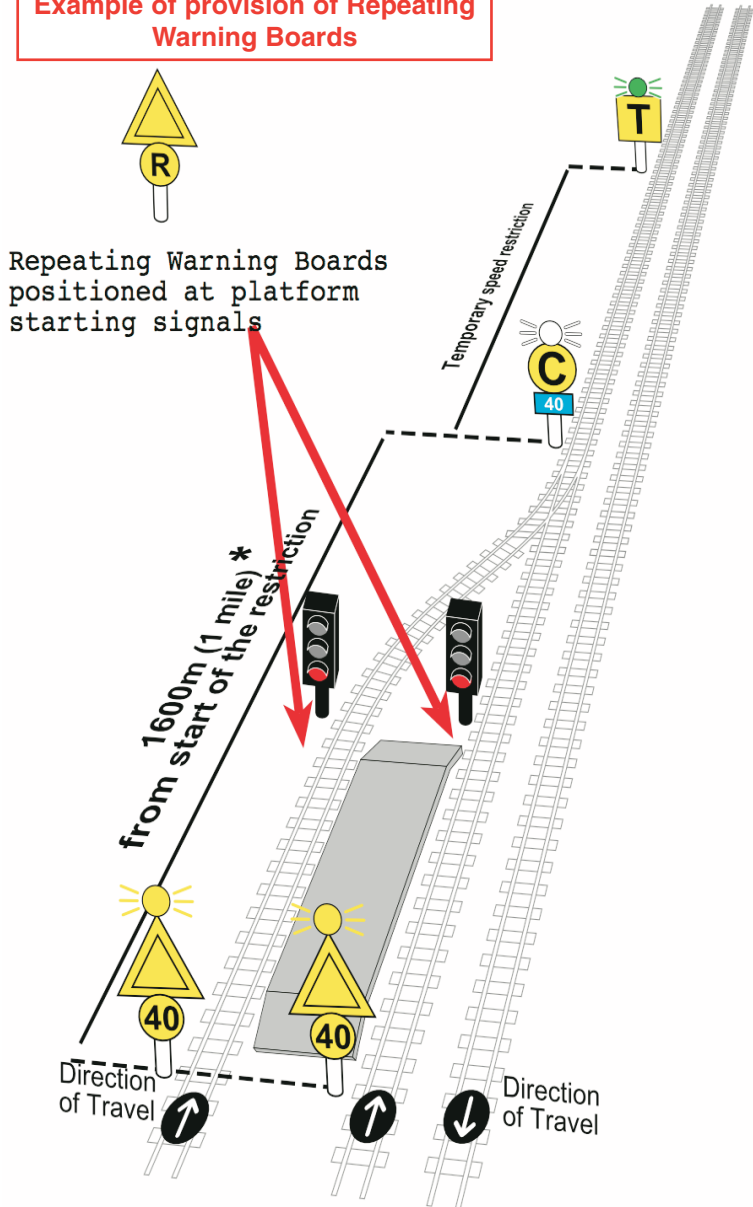 Example of provision of Repeating
Warning Boards
T
R
Repeating Warning Boards
positioned at platform
starting signals
Temporary speed restriction
C
40
1600m (1 mile) *
from start of the restriction
40
40
Direction
of Travel
Direction
of Travel